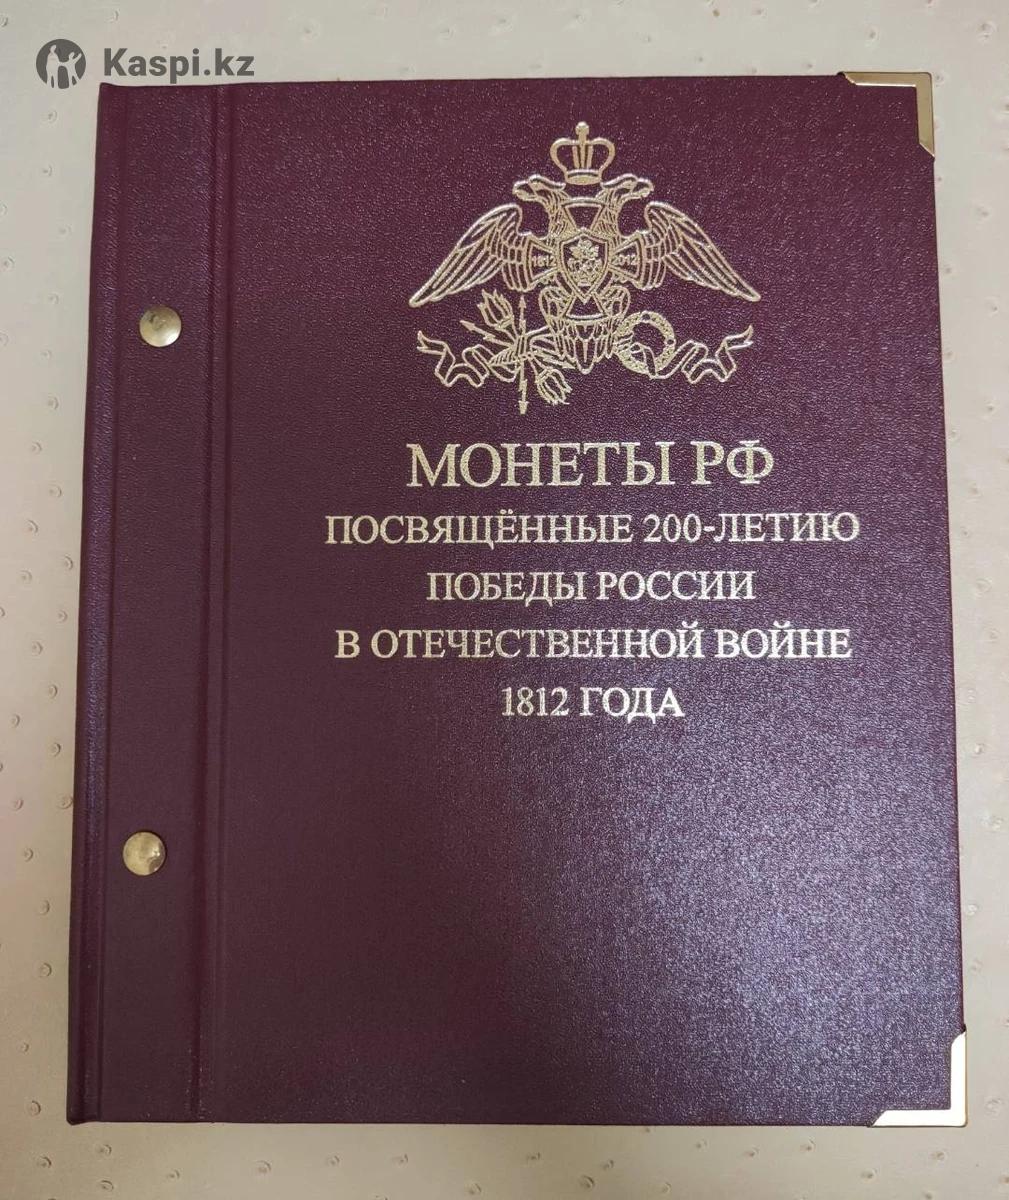 Kaspi.kz
1812 2012
МОНЕТЫ РФ
ПОСВЯЩЁННЫЕ 200-ЛЕТИЮ
ПОБЕДЫ РОССИИ
В ОТЕЧЕСТВЕННОЙ ВОЙНЕ
1812 ГОДА